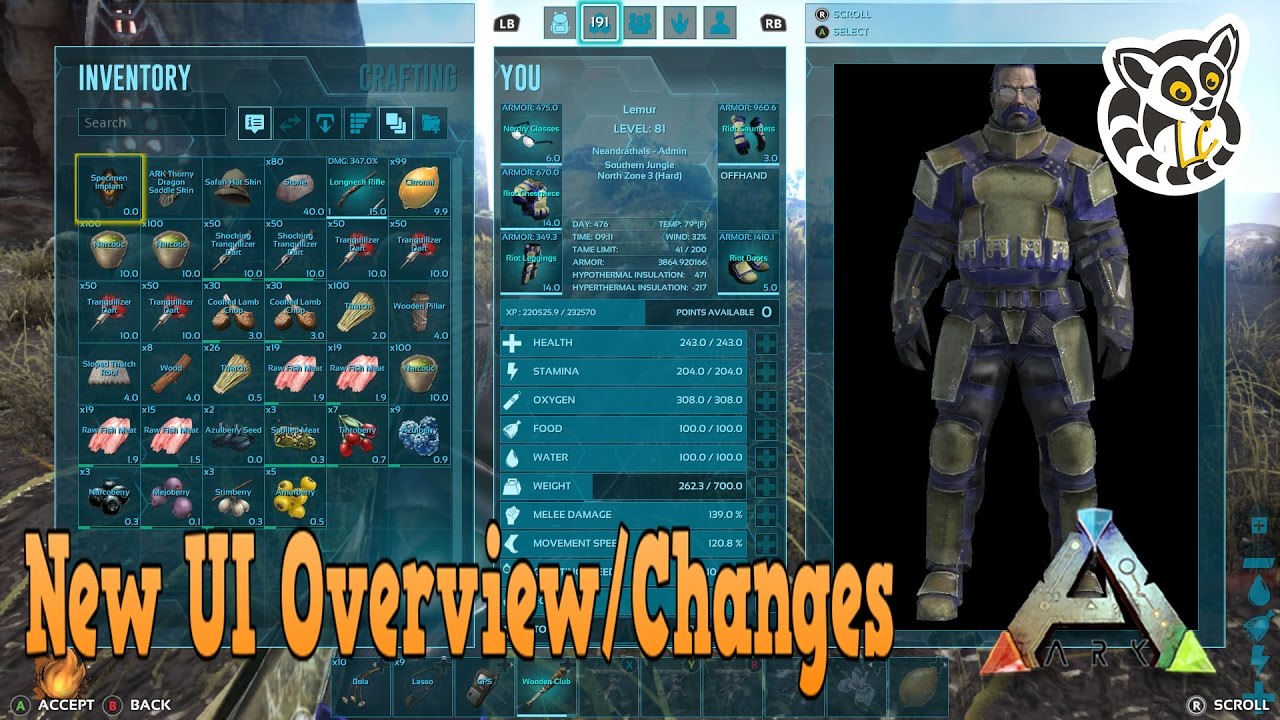 LB
191
RB
R SCROLL
A SELECT
INVENTORY
CRAFTING
Search
Specimen Implant
0.0
ARK Thorny Dragon Saddle Skin
Safari Hat Skin
x80
Stone
40.0
DMG: 347.0%
Longneck Rifle
1
15.0
x99
Citronal
9.9
x100
Narcotic
10.0
x100
Narcotic
10.0
x50
Shocking Tranquilizer Dart
10.0
x50
Shocking Tranquilizer Dart
10.0
x50
Tranquilizer Dart
10.0
x50
Tranquilizer Dart
10.0
x50
Tranquilizer Dart
10.0
x50
Tranquilizer Dart
10.0
x30
Cooked Lamb Chop
3.0
x30
Cooked Lamb Chop
3.0
x100
Thatch
2.0
Wooden Pillar
4.0
Sloped Thatch Roof
4.0
x8
Wood
4.0
x26
Thatch
0.5
x19
Raw Fish Meat
1.9
x19
Raw Fish Meat
1.9
x100
Narcotic
10.0
x19
Raw Fish Meat
1.9
x15
Raw Fish Meat
1.5
x2
Azulberry Seed
0.0
x3
Spoiled Meat
0.3
x7
Tintoberry
0.7
x9
Azulberry
0.9
x3
Narcoberry
0.3
Mejoberry
0.1
x3
Stimberry
0.3
x5
Amarberry
0.5
YOU
ARMOR: 475.0
Nerdry Glasses
6.0
ARMOR: 670.0
Riot Chestpiece
14.0
ARMOR: 349.3
Riot Leggings
14.0
Lemur
LEVEL: 81
Neandrathals - Admin
Southern Jungle
North Zone 3 (Hard)
DAY: 476
TEMP: 79°(F)
TIME: 09:11
WIND: 32%
TAME LIMIT:
41 / 200
ARMOR:
3864.920166
HYPOTHERMAL INSULATION:
471
HYPERTHERMAL INSULATION:
-217
ARMOR: 960.6
Riot Gauntlets
3.0
OFFHAND
ARMOR: 1410.1
Riot Boots
5.0
XP : 220525.9 / 232570
POINTS AVAILABLE 0
HEALTH 243.0 / 243.0
STAMINA 204.0 / 204.0
OXYGEN 308.0 / 308.0
FOOD 100.0 / 100.0
WATER 100.0 / 100.0
WEIGHT 262.3 / 700.0
MELEE DAMAGE 139.0 %
MOVEMENT SPEE 120.8 %
LC
New UI Overview/Changes
ARK
x10
Bola
x9
Lasso
GPS
Wooden Club
X
Y
B
A ACCEPT B BACK
R SCROLL